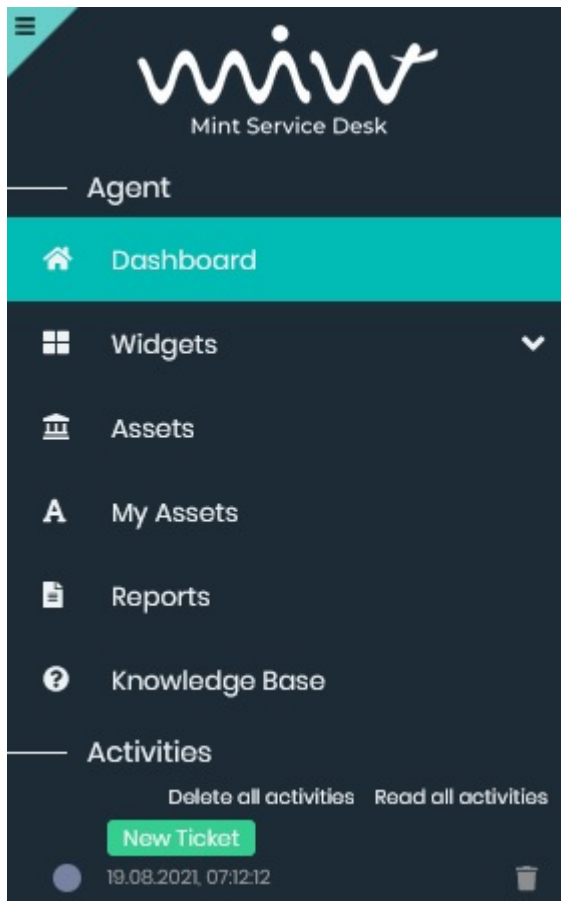 Mint Service Desk
Agent
Dashboard
Widgets
Assets
A My Assets
Reports
? Knowledge Base
Activities
Delete all activities Read all activities
New Ticket
19.08.2021, 07:12:12